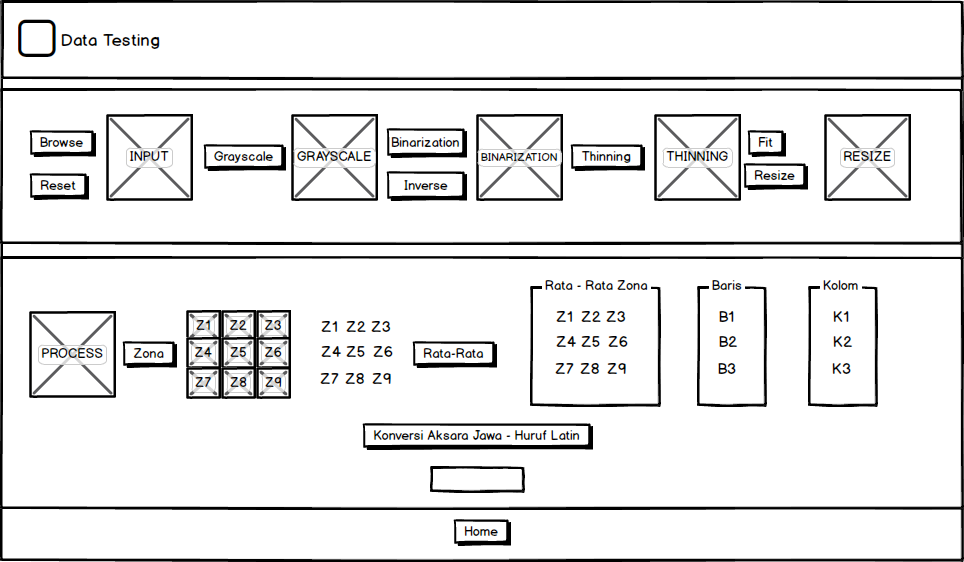 Data Testing
Browse
Reset
INPUT
Grayscale
GRAYSCALE
Binarization
Inverse
BINARIZATION
Thinning
THINNING
Fit
Resize
RESIZE
PROCESS
Zona
Z1 Z2 Z3
Z4 Z5 Z6
Z7 Z8 Z9
Z1 Z2 Z3
Z4 Z5 Z6
Z7 Z8 Z9
Rata-Rata
Rata - Rata Zona
Z1 Z2 Z3
Z4 Z5 Z6
Z7 Z8 Z9
Baris
B1
B2
B3
Kolom
K1
K2
K3
Konversi Aksara Jawa - Huruf Latin
Home